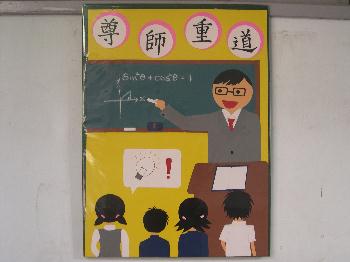 尊師重道
sin²θ + cos²θ = 1